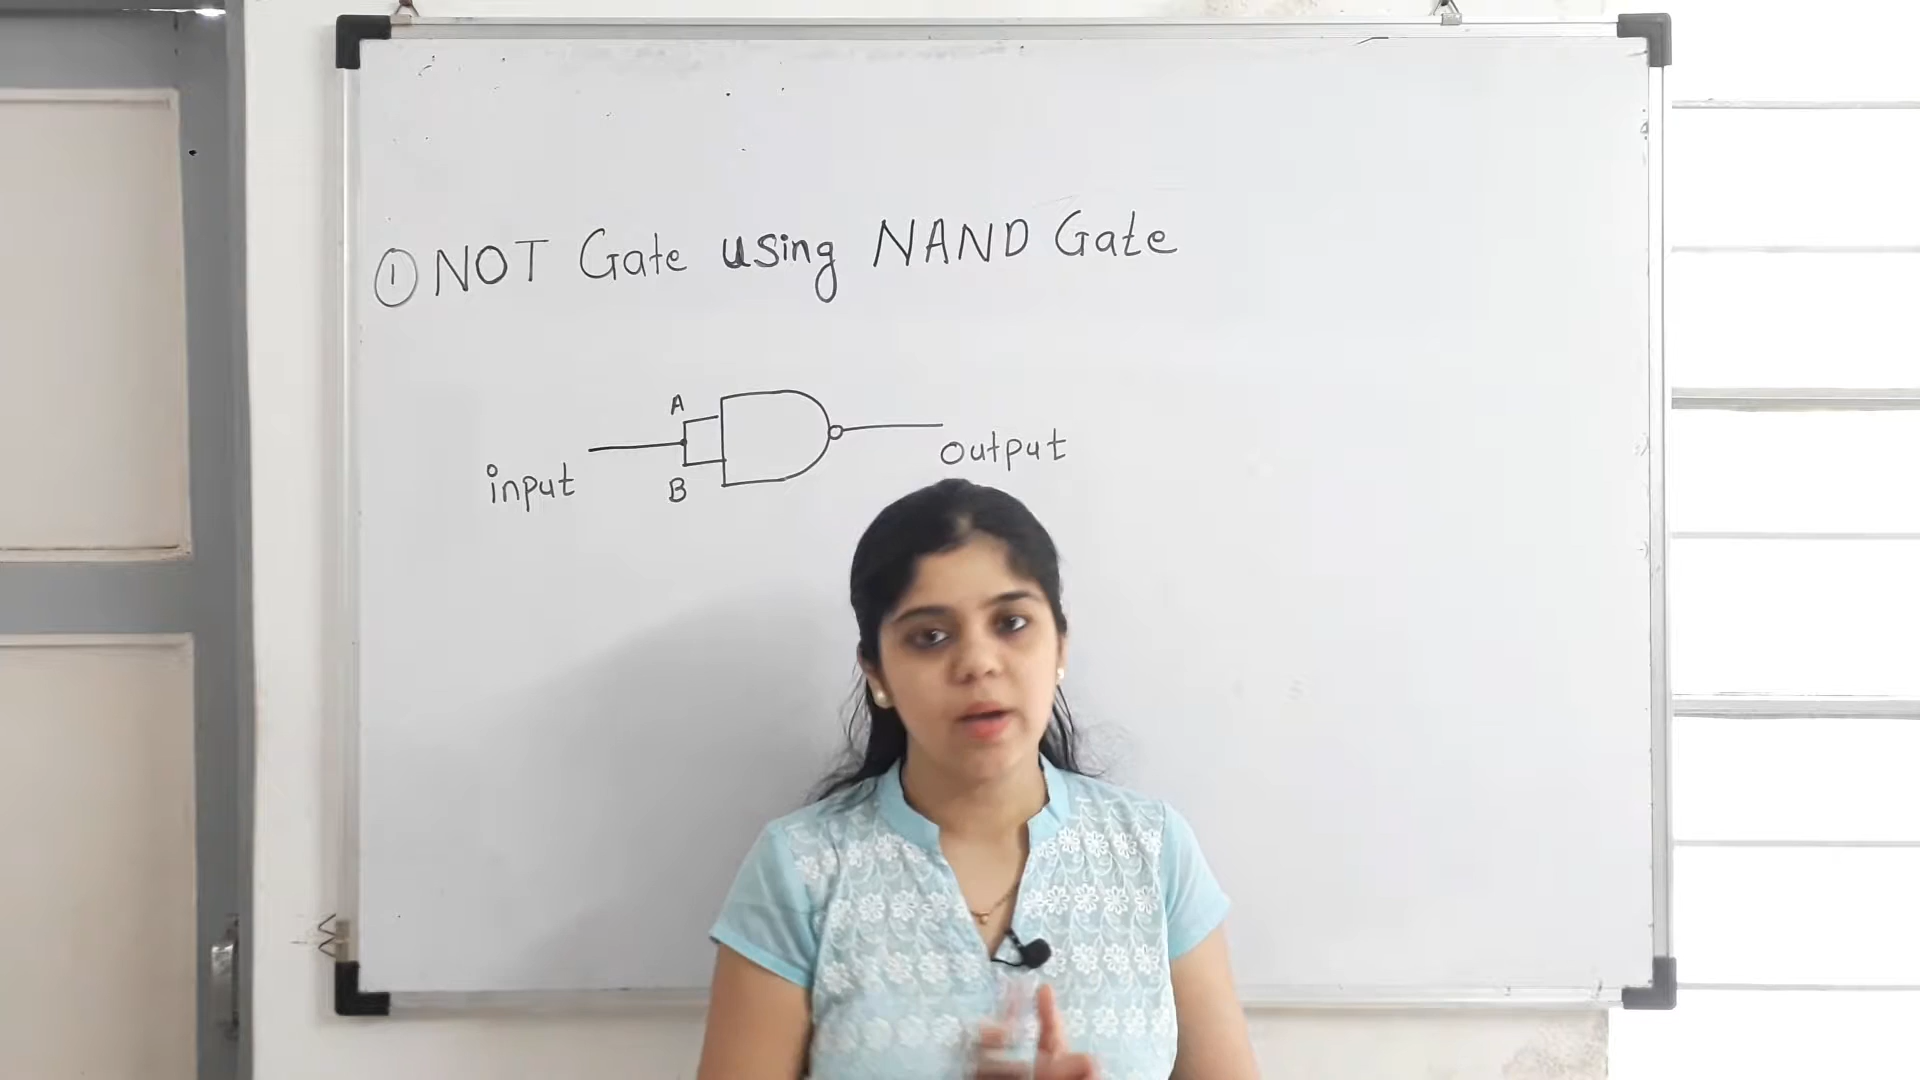 ① NOT Gate using NAND Gate
A
input
B
output